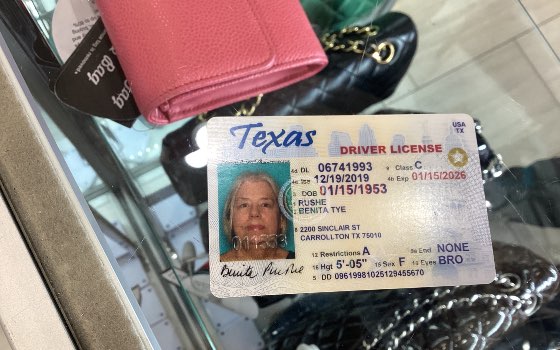 Bag
Bag
Texas
USA
TX
DRIVER LICENSE
4d DL 06741993 9 Class C
4a Iss 12/19/2019 4b Exp 01/15/2026
3 DOB 01/15/1953
1 RUSHE
2 BENITA TYE
8 2200 SINCLAIR ST
CARROLLTON TX 75010
12 Restrictions A 9a End NONE
16 Hgt 5'-05" 15 Sex F 18 Eyes BRO
5 DD 09619981025129455670
Benita Rushe